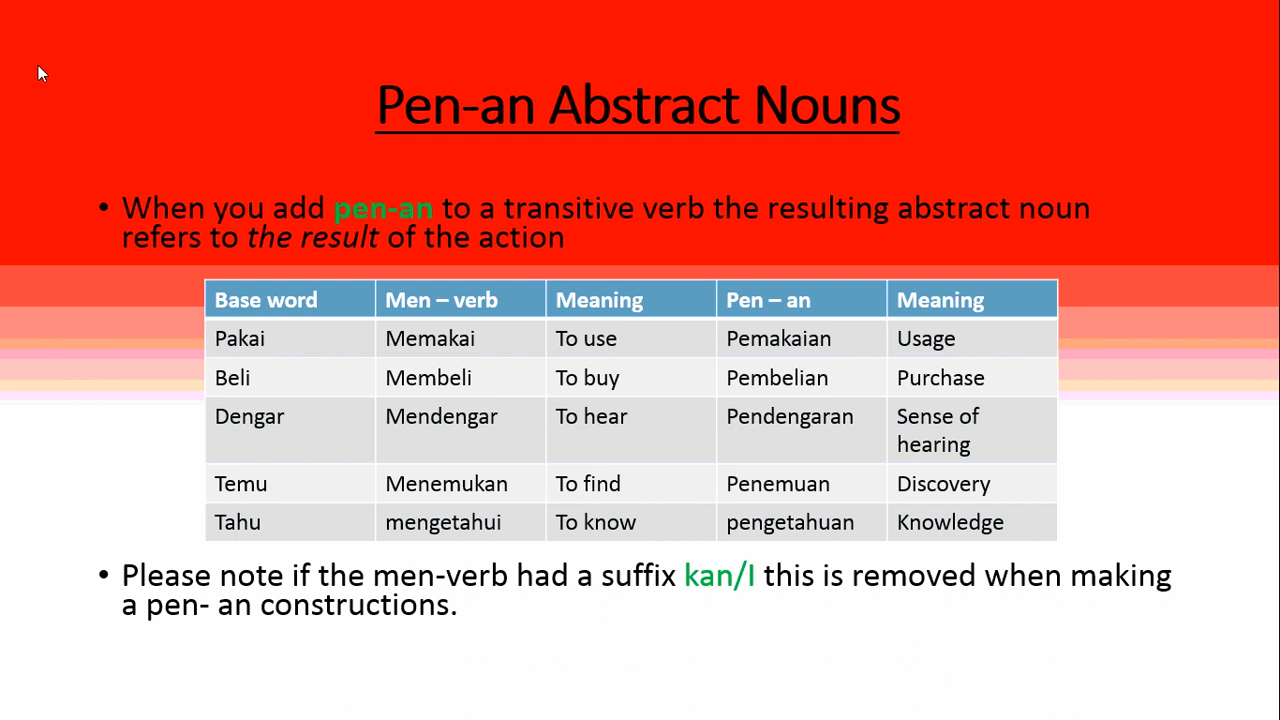 Pen-an Abstract Nouns
• When you add pen-an to a transitive verb the resulting abstract noun
refers to the result of the action
Base word Men – verb Meaning Pen – an Meaning
Pakai Memakai To use Pemakaian Usage
Beli Membeli To buy Pembelian Purchase
Dengar Mendengar To hear Pendengaran Sense of
hearing
Temu Menemukan To find Penemuan Discovery
Tahu mengetahui To know pengetahuan Knowledge
• Please note if the men-verb had a suffix kan/I this is removed when making
a pen- an constructions.